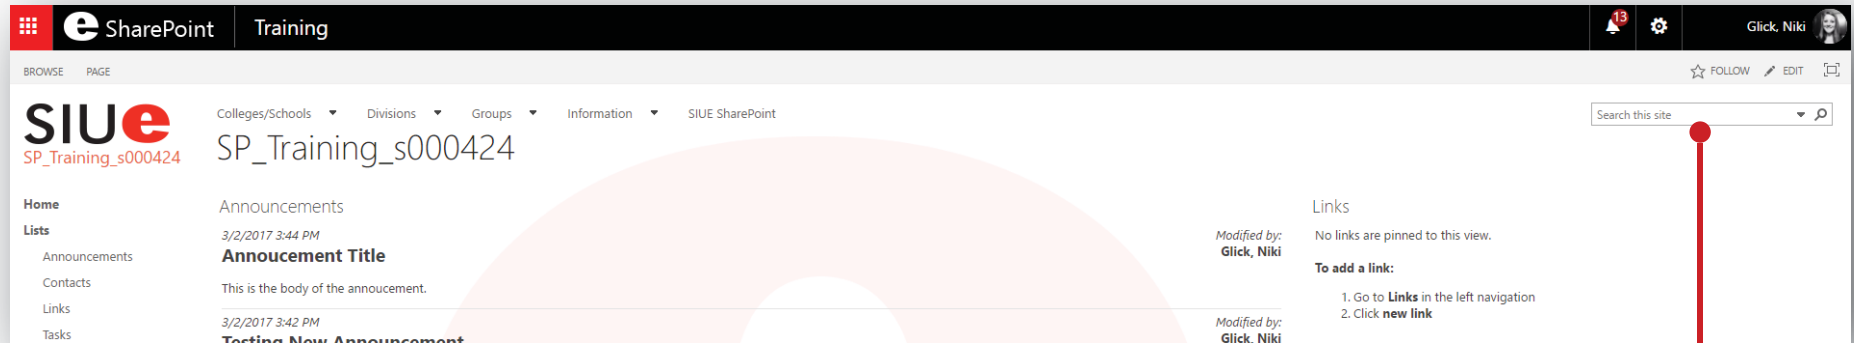 e SharePoint Training 13 Glick, Niki
BROWSE PAGE FOLLOW EDIT
SIUe
SP_Training_s000424
Colleges/Schools Divisions Groups Information SIUE SharePoint
Search this site
SP_Training_s000424
Home
Lists
Announcements
Contacts
Links
Tasks
Announcements
3/2/2017 3:44 PM
Annoucement Title
Modified by:
Glick, Niki
This is the body of the annoucement.
3/2/2017 3:42 PM
Testing New Announcement
Modified by:
Glick, Niki
Links
No links are pinned to this view.
To add a link:
1. Go to Links in the left navigation
2. Click new link